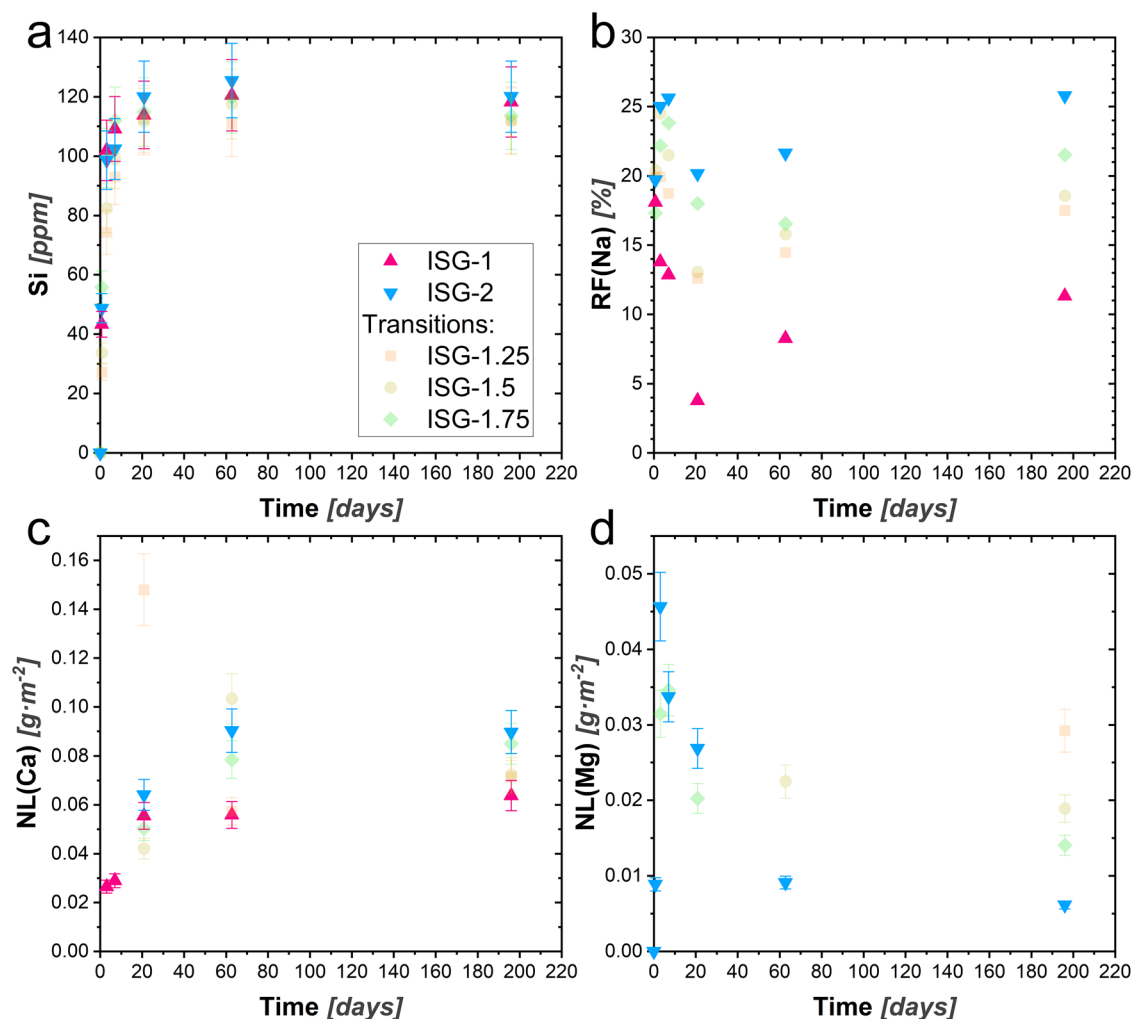 a
140
120
100
80
60
40
20
0
Si [ppm]
0 20 40 60 80 100 120 140 160 180 200 220
Time [days]
ISG-1
ISG-2
Transitions:
ISG-1.25
ISG-1.5
ISG-1.75
b
30
25
20
15
10
5
0
RF(Na) [%]
0 20 40 60 80 100 120 140 160 180 200 220
Time [days]
c
0.16
0.14
0.12
0.10
0.08
0.06
0.04
0.02
0.00
NL(Ca) [g·m⁻²]
0 20 40 60 80 100 120 140 160 180 200 220
Time [days]
d
0.05
0.04
0.03
0.02
0.01
0.00
NL(Mg) [g·m⁻²]
0 20 40 60 80 100 120 140 160 180 200 220
Time [days]